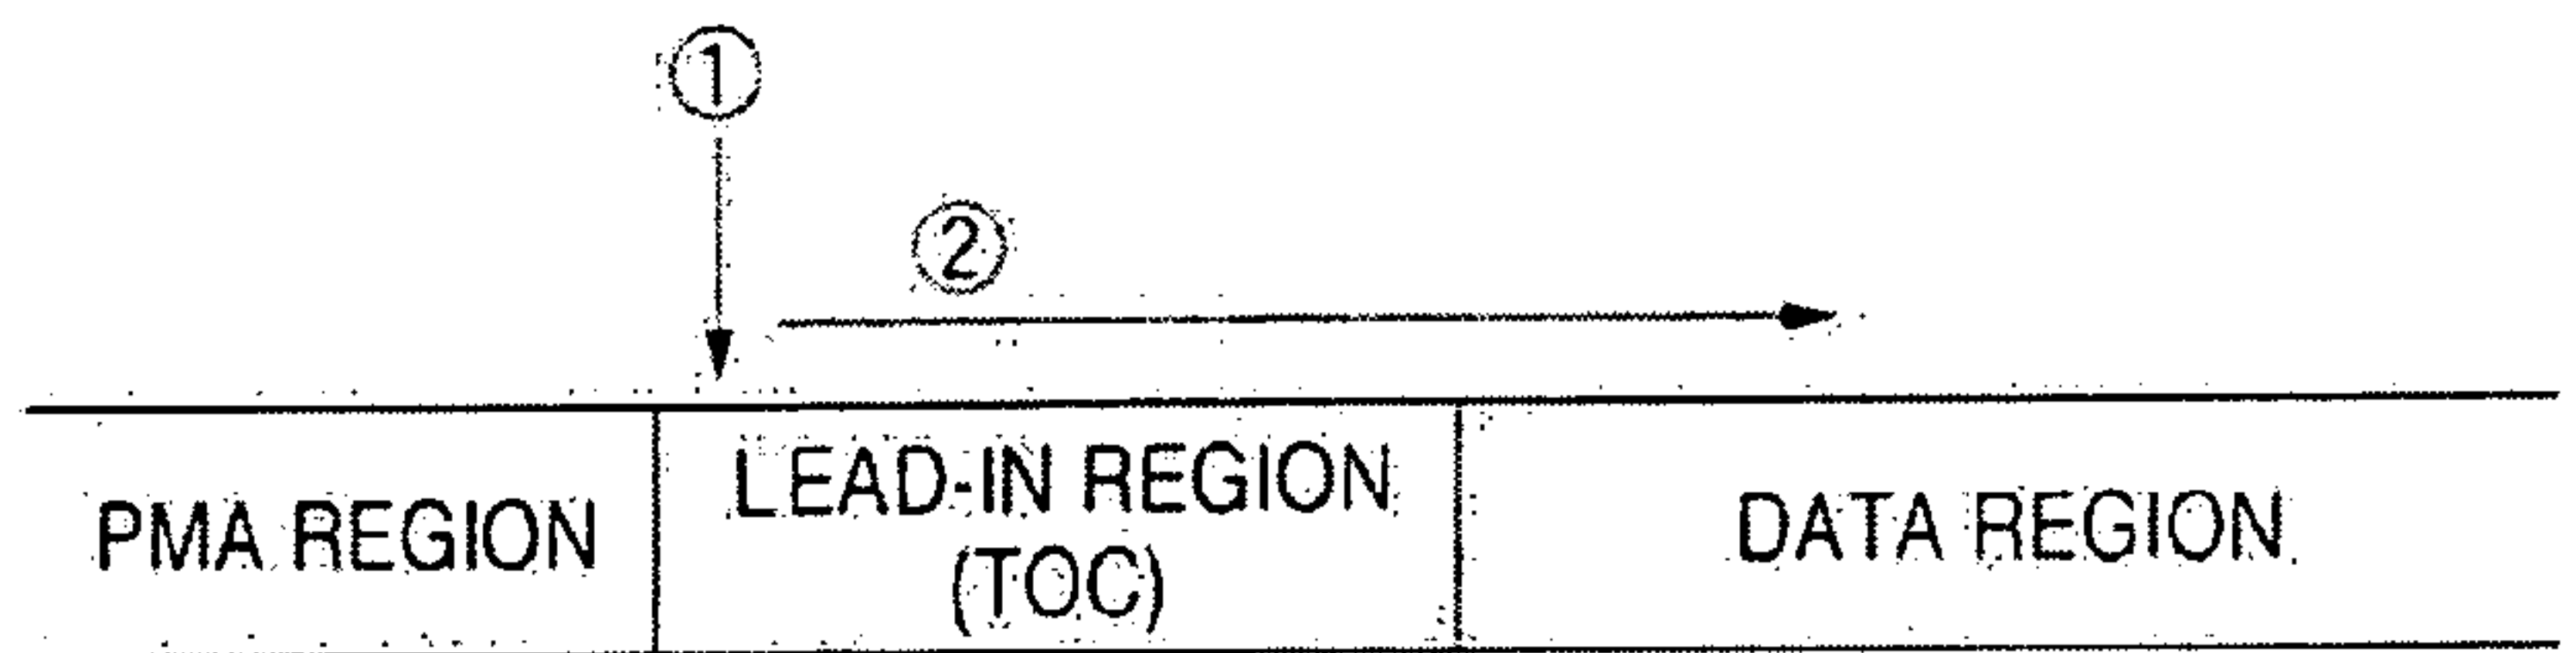 ①
②
PMA REGION
LEAD-IN REGION
(TOC)
DATA REGION